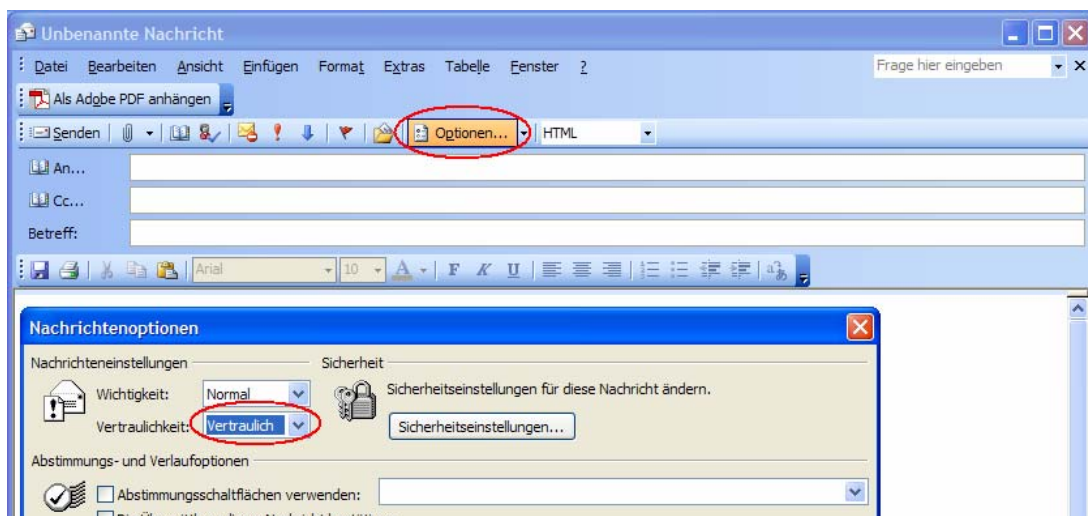 Unbenannte Nachricht
Datei Bearbeiten Ansicht Einfügen Format Extras Tabelle Fenster ? Frage hier eingeben
Als Adobe PDF anhängen
Senden Optionen... HTML
An...
Cc...
Betreff:
Arial 10 A F K U
Nachrichtenoptionen
Nachrichteneinstellungen Sicherheit
Wichtigkeit: Normal Sicherheitseinstellungen für diese Nachricht ändern.
Vertraulichkeit: Vertraulich Sicherheitseinstellungen...
Abstimmungs- und Verlaufoptionen
Abstimmungsschaltflächen verwenden: